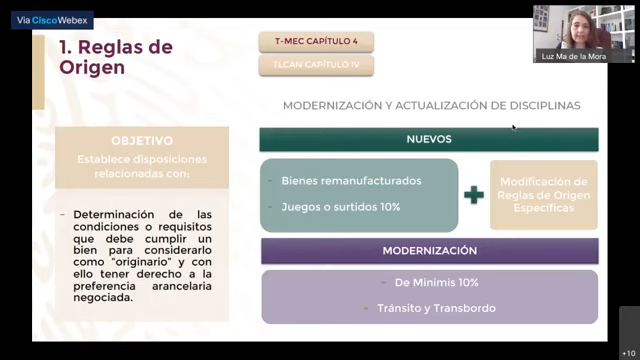 Via Cisco Webex
1. Reglas de
Origen
T-MEC CAPÍTULO 4
TLCAN CAPÍTULO IV
Luz Ma de la Mora
MODERNIZACIÓN Y ACTUALIZACIÓN DE DISCIPLINAS
OBJETIVO
Establece disposiciones
relacionadas con:
- Determinación de las
condiciones o requisitos
que debe cumplir un
bien para considerarlo
como "originario" y con
ello tener derecho a la
preferencia arancelaria
negociada.
NUEVOS
- Bienes remanufacturados
- Juegos o surtidos 10%
Modificación de
Reglas de Origen
Específicas
MODERNIZACIÓN
- De Minimis 10%
- Tránsito y Transbordo
+10